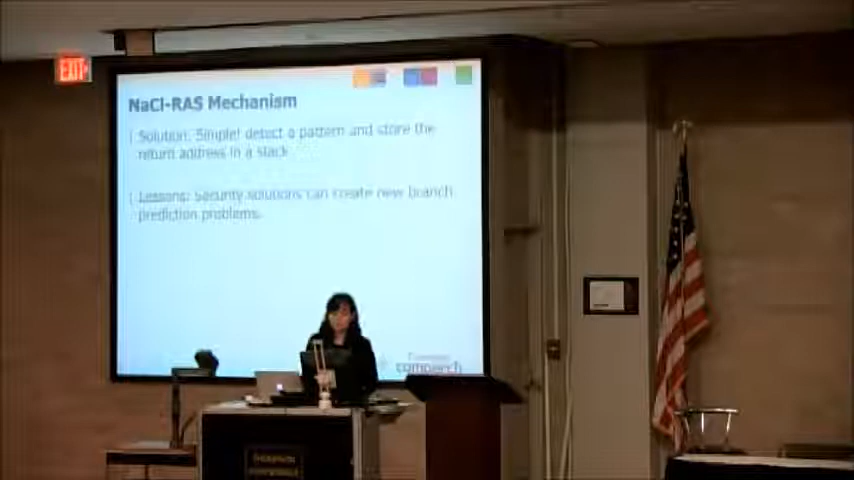 EXIT
NaCl-RAS Mechanism
Solution: Simple! detect a pattern and store the
return address in a stack
Lessons: Security solutions can create new branch
prediction problems.
comparch